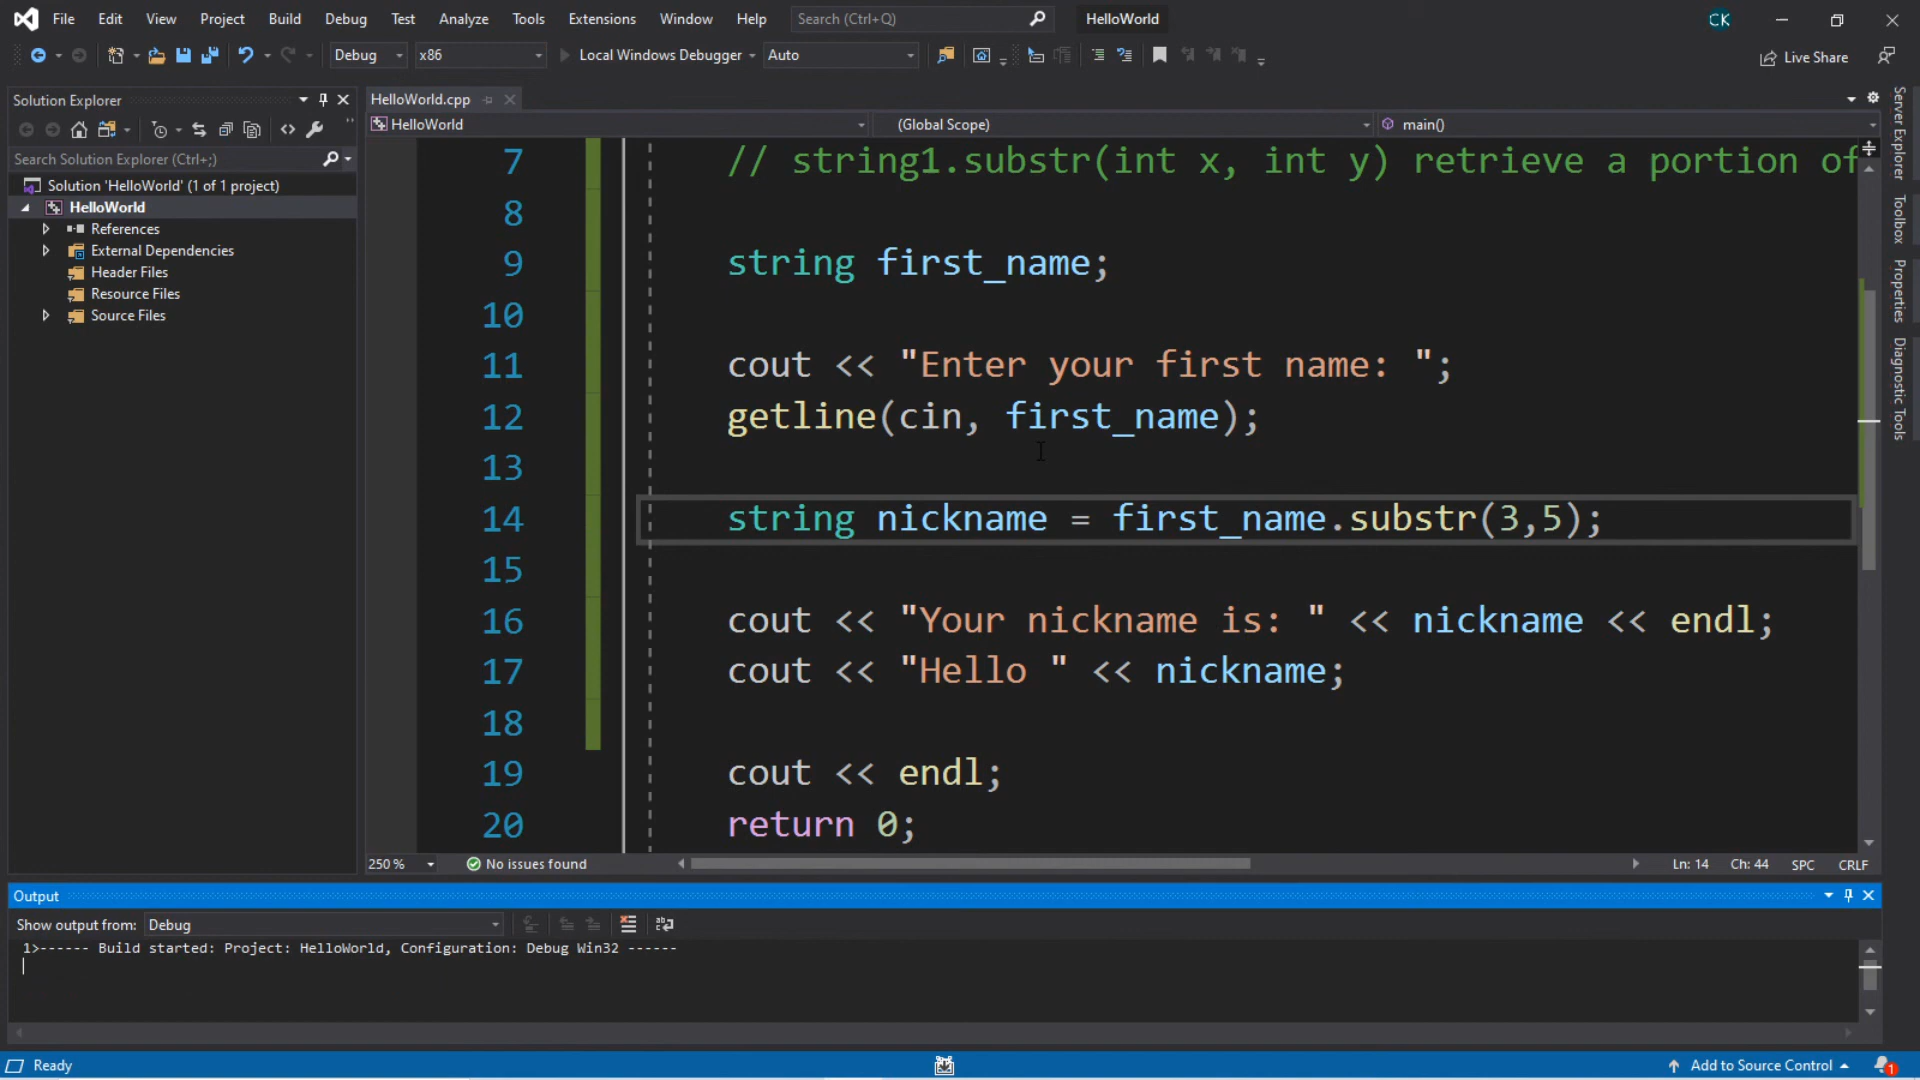 File Edit View Project Build Debug Test Analyze Tools Extensions Window Help Search (Ctrl+Q) HelloWorld CK
Debug x86 Local Windows Debugger Auto Live Share
Solution Explorer
Search Solution Explorer (Ctrl+;)
Solution 'HelloWorld' (1 of 1 project)
HelloWorld
References
External Dependencies
Header Files
Resource Files
Source Files
HelloWorld.cpp
HelloWorld (Global Scope) main()
7 // string1.substr(int x, int y) retrieve a portion of
8
9 string first_name;
10
11 cout << "Enter your first name: ";
12 getline(cin, first_name);
13
14 string nickname = first_name.substr(3,5);
15
16 cout << "Your nickname is: " << nickname << endl;
17 cout << "Hello " << nickname;
18
19 cout << endl;
20 return 0;
250 % No issues found Ln: 14 Ch: 44 SPC CRLF
Server Explorer
Toolbox
Properties
Diagnostic Tools
Output
Show output from: Debug
1>------ Build started: Project: HelloWorld, Configuration: Debug Win32 ------
Ready Add to Source Control 1